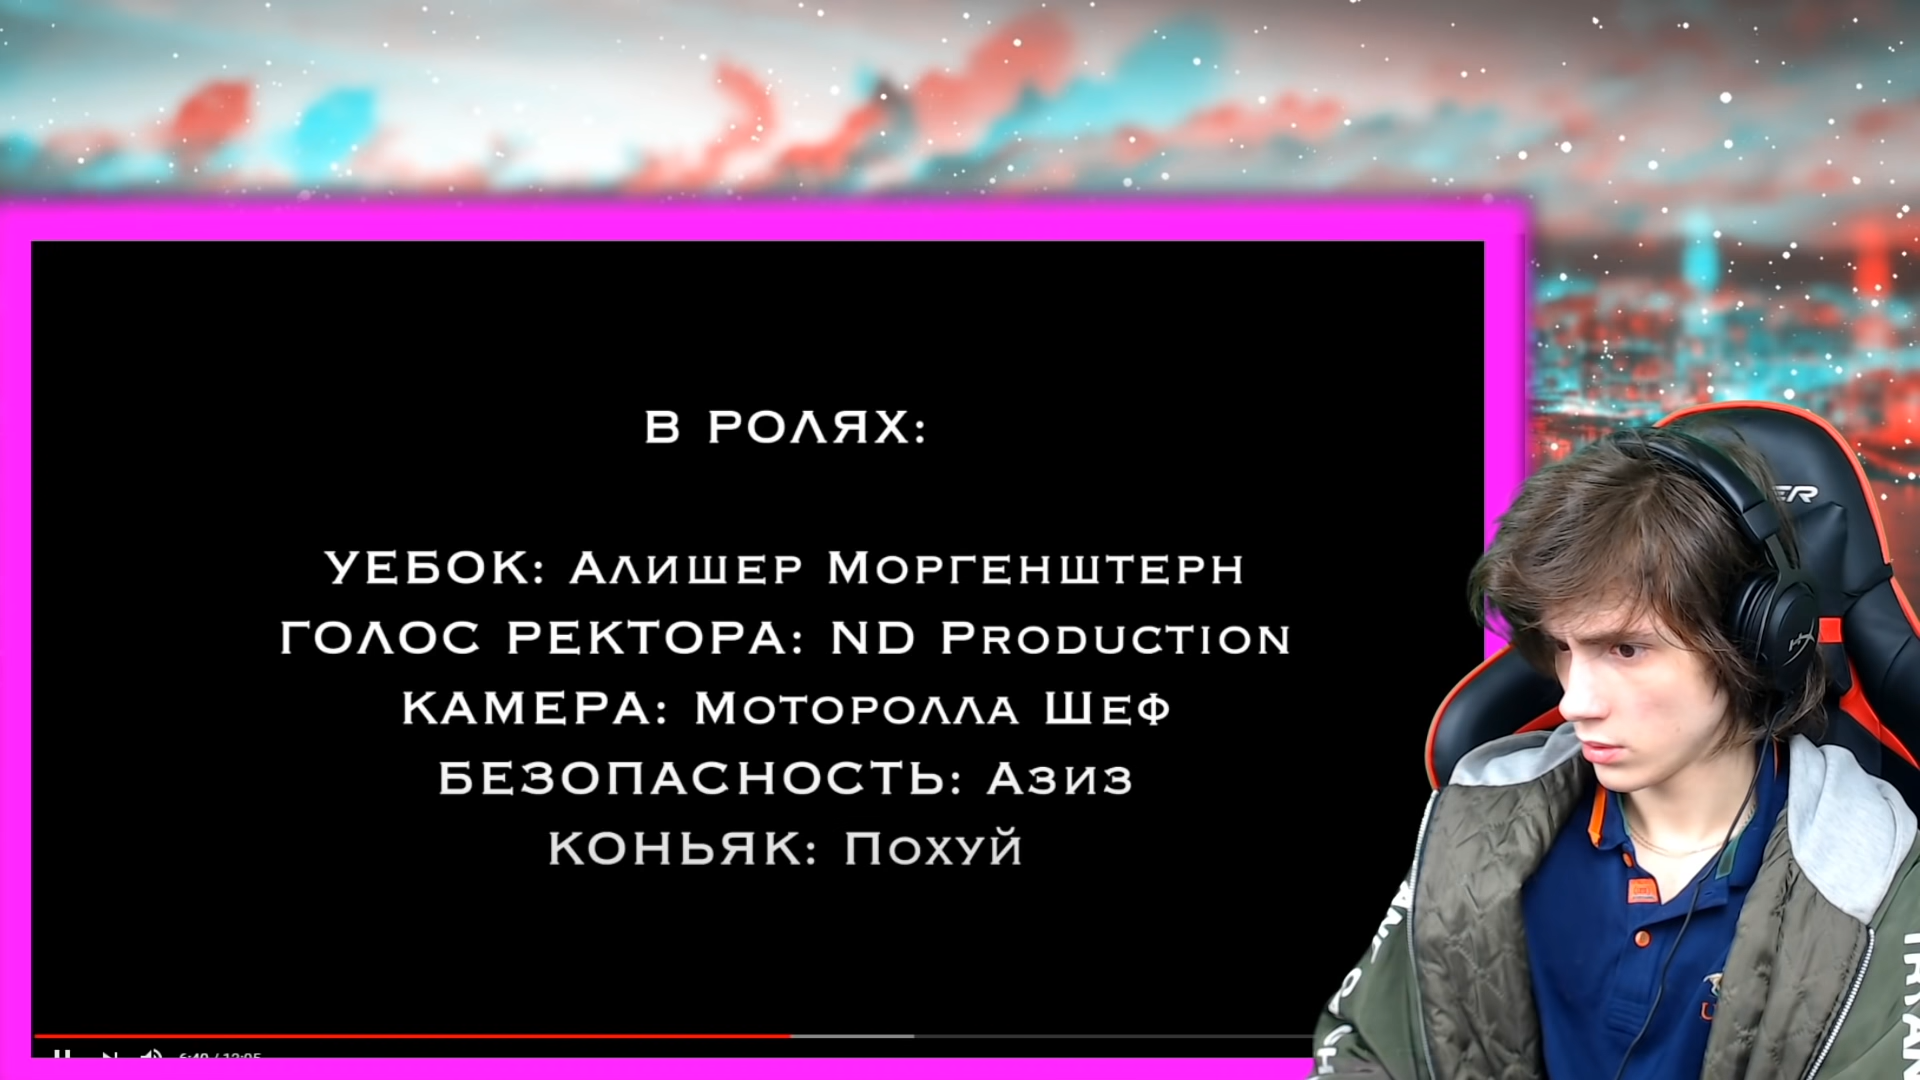 В РОЛЯХ:
УЕБОК: Алишер Моргенштерн
ГОЛОС РЕКТОРА: ND Production
КАМЕРА: Моторолла Шеф
БЕЗОПАСНОСТЬ: Азиз
КОНЬЯК: Похуй